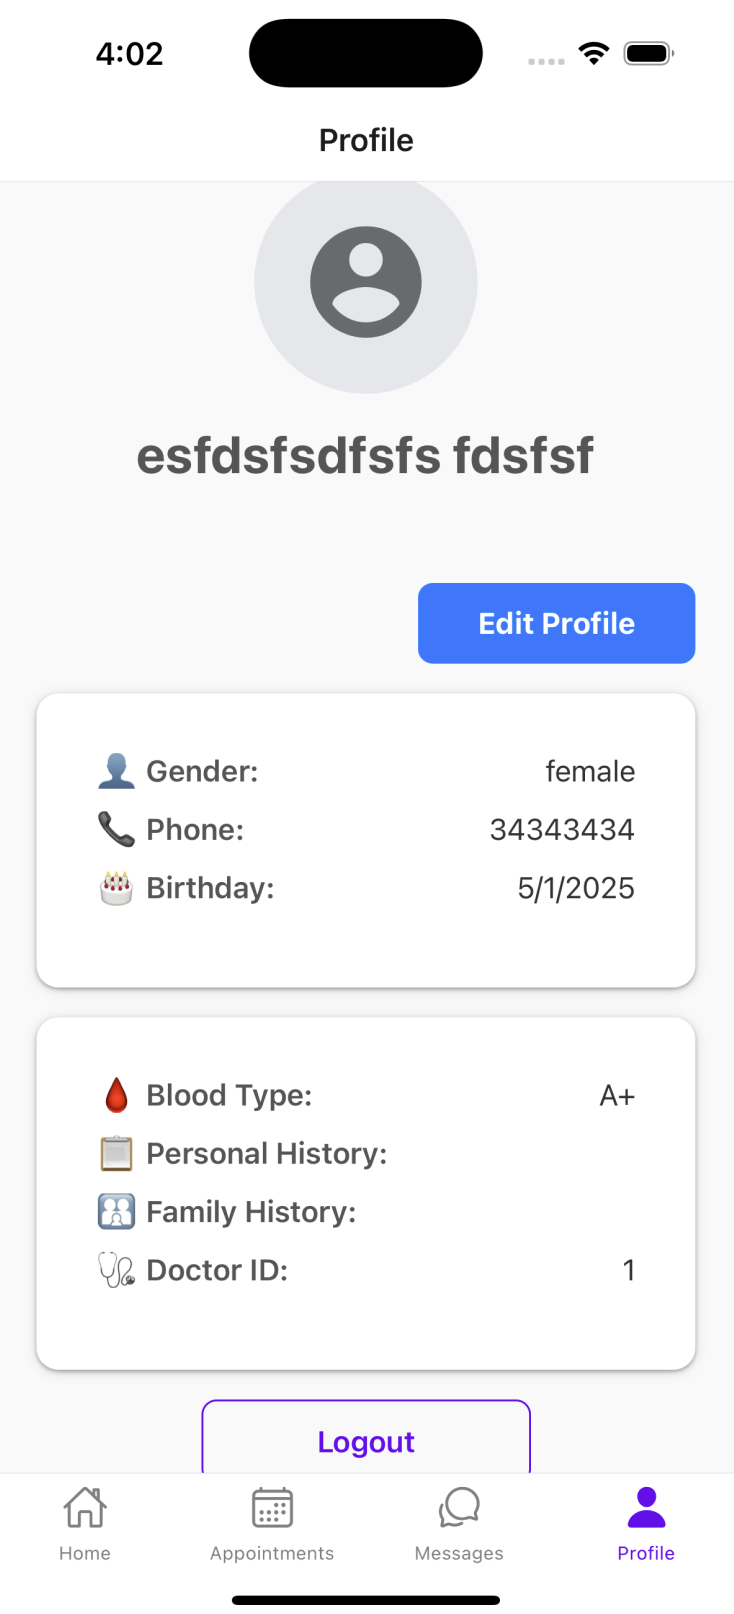 4:02
Profile
esfdsfsdfsfs fdsfsf
Edit Profile
Gender: female
Phone: 34343434
Birthday: 5/1/2025
Blood Type: A+
Personal History:
Family History:
Doctor ID: 1
Logout
Home Appointments Messages Profile